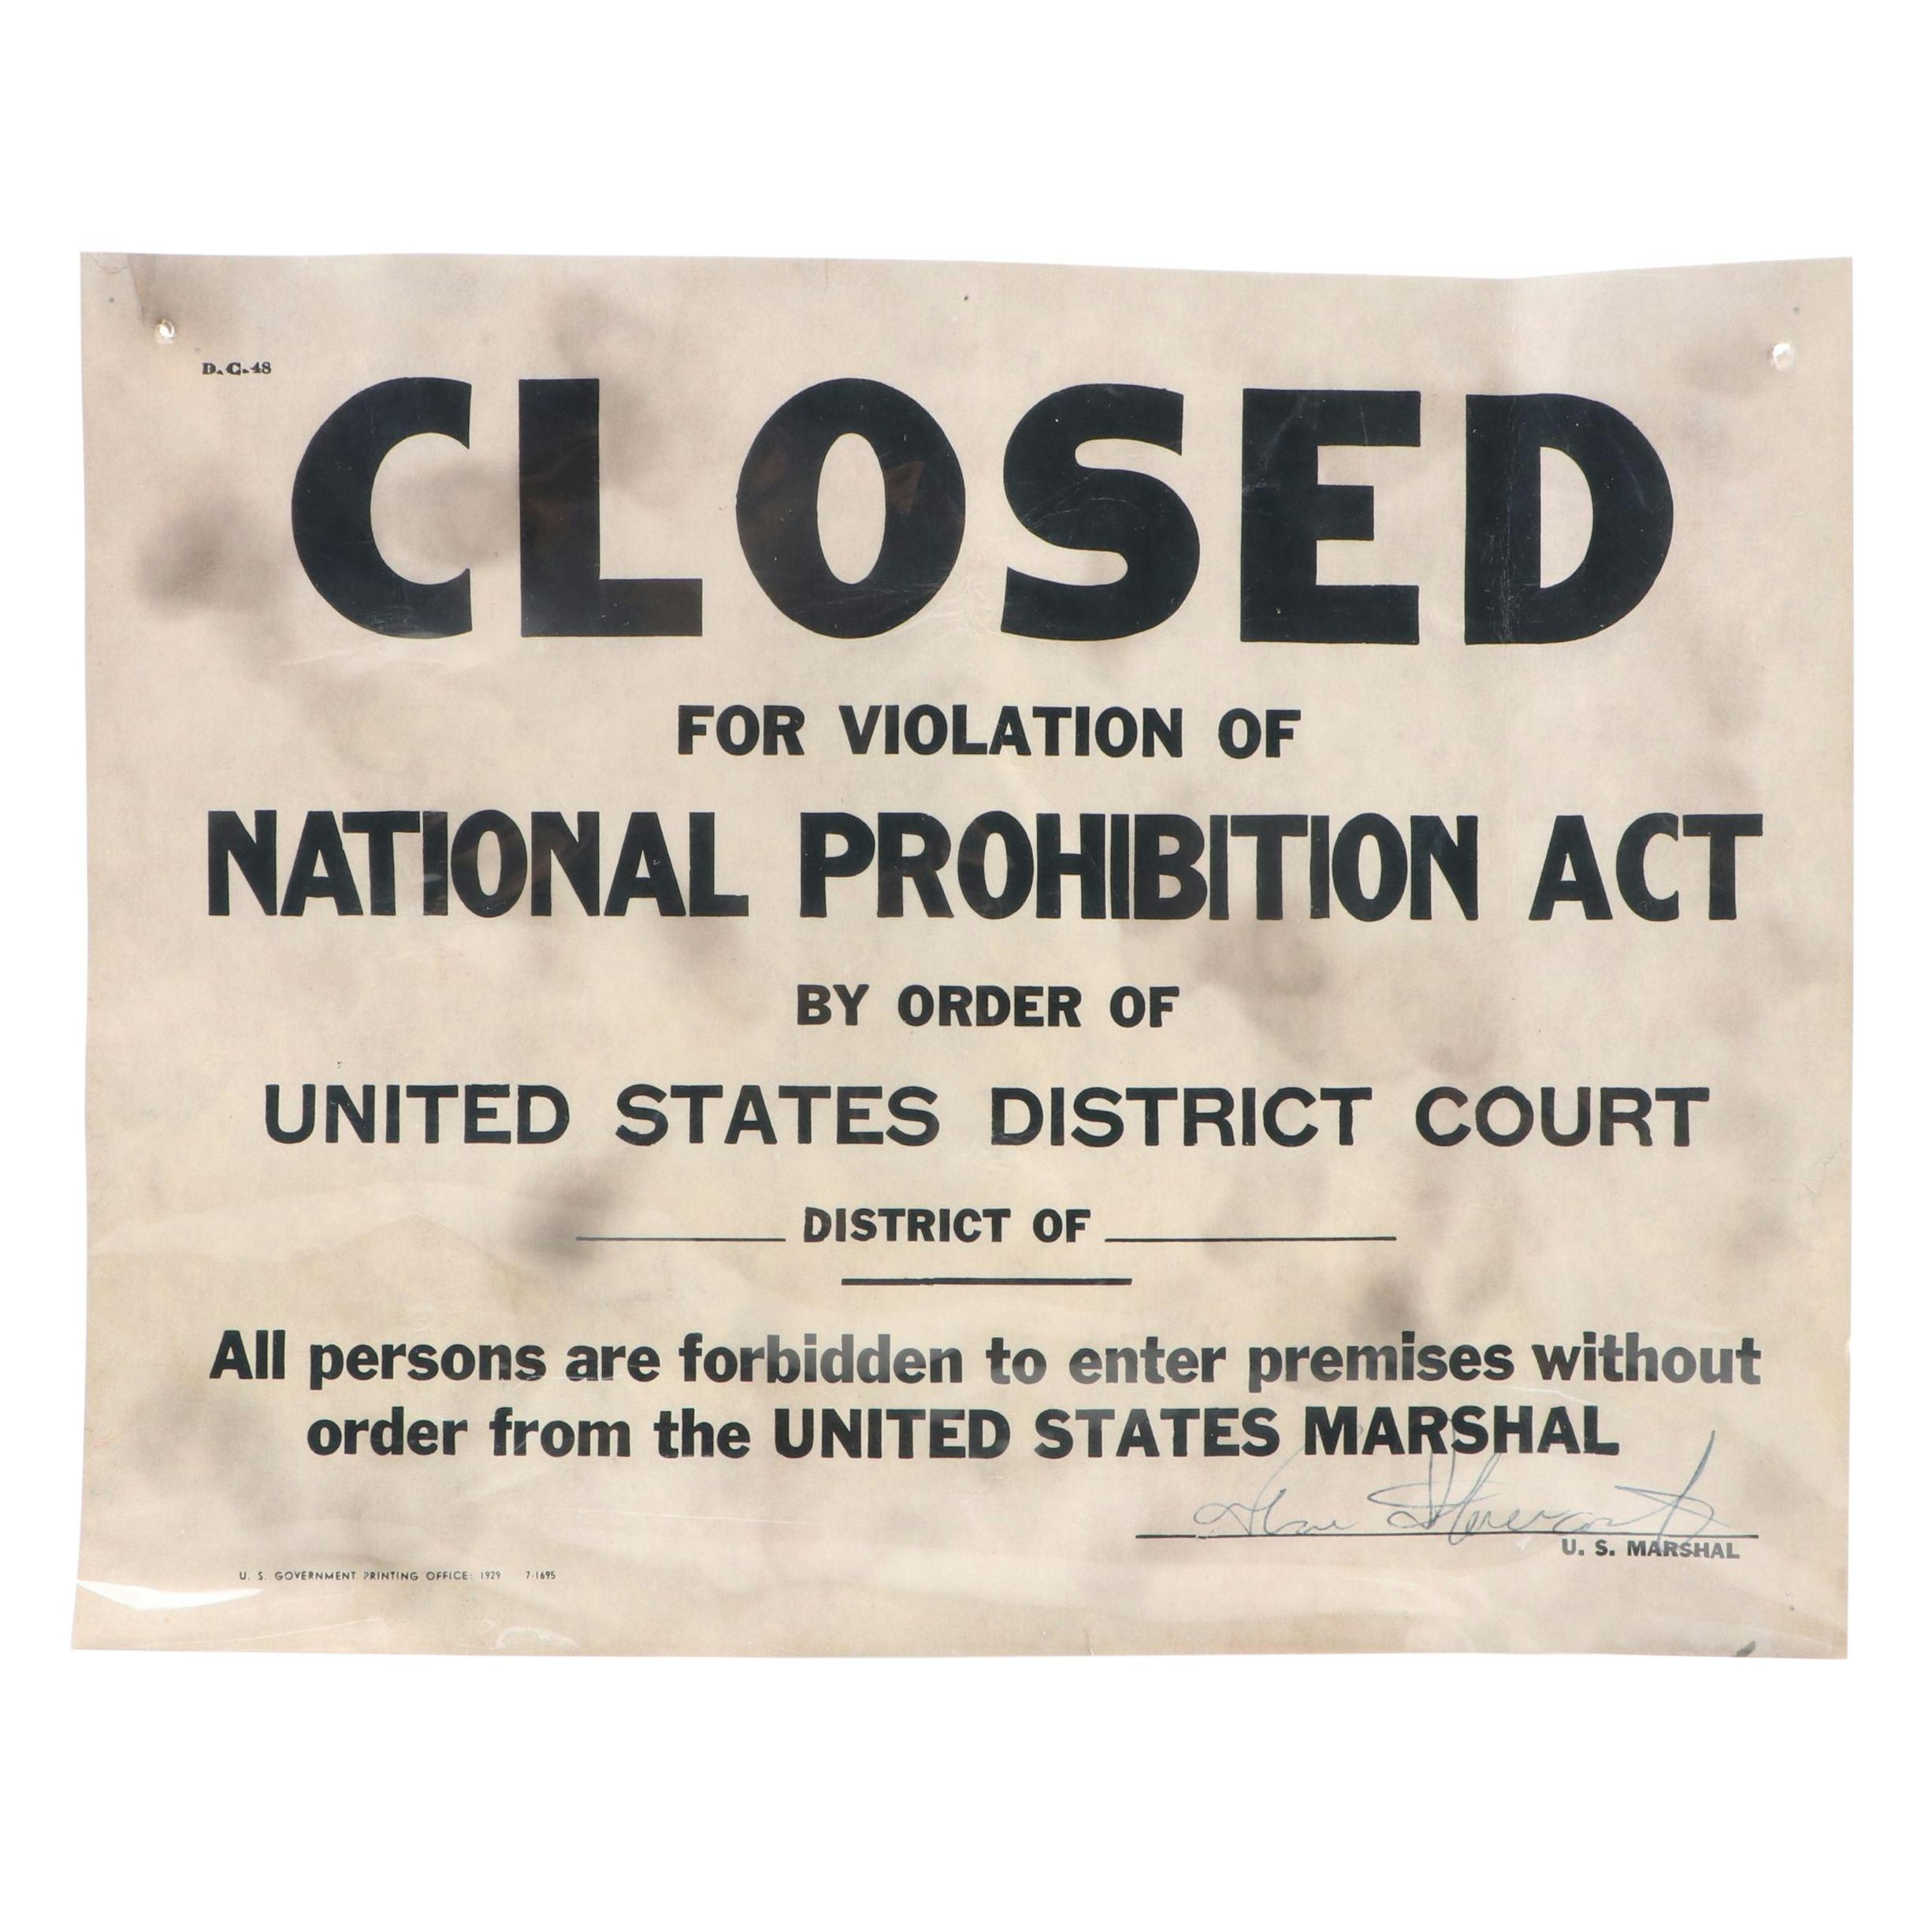 D. C. 48
CLOSED
FOR VIOLATION OF
NATIONAL PROHIBITION ACT
BY ORDER OF
UNITED STATES DISTRICT COURT
DISTRICT OF
All persons are forbidden to enter premises without
order from the UNITED STATES MARSHAL
U. S. MARSHAL
U. S. GOVERNMENT PRINTING OFFICE: 1929 7-1695